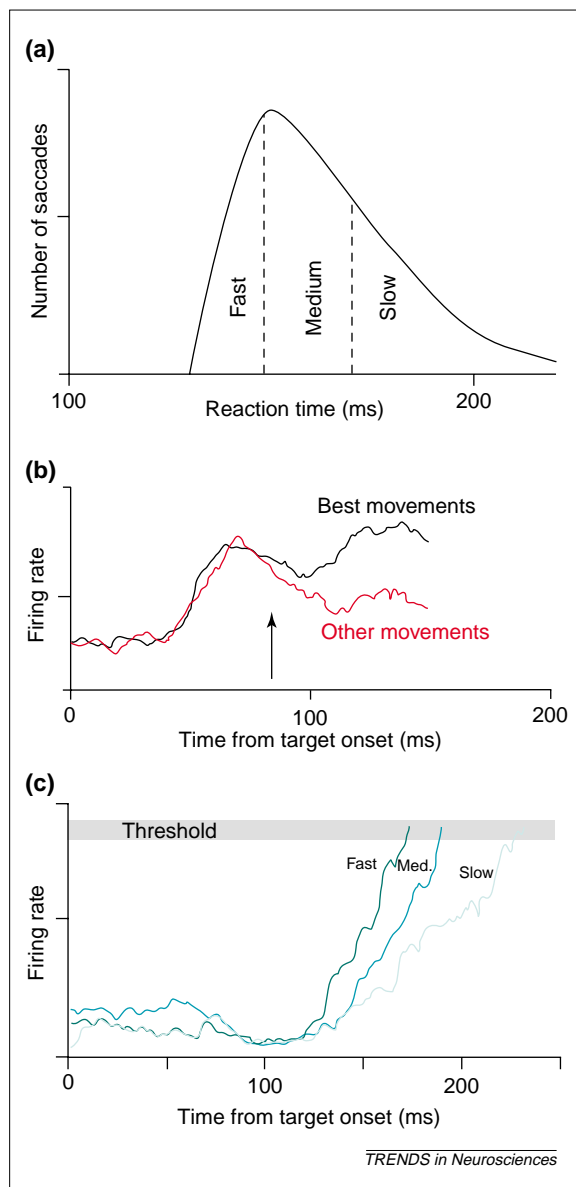 (a)
Number of saccades
Fast
Medium
Slow
100
200
Reaction time (ms)
(b)
Firing rate
Best movements
Other movements
0
100
200
Time from target onset (ms)
(c)
Firing rate
Threshold
Fast
Med.
Slow
0
100
200
Time from target onset (ms)
TRENDS in Neurosciences